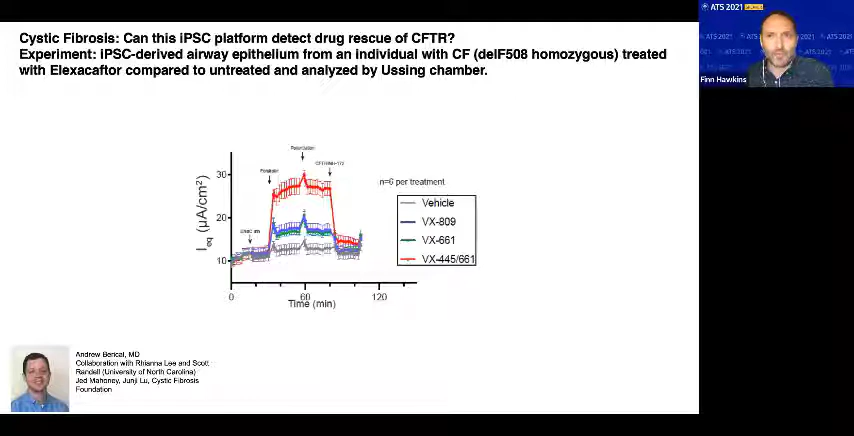 Cystic Fibrosis: Can this iPSC platform detect drug rescue of CFTR?
Experiment: iPSC-derived airway epithelium from an individual with CF (delF508 homozygous) treated
with Elexacaftor compared to untreated and analyzed by Ussing chamber.
ATS 2021
Finn Hawkins
Ieq (μA/cm²)
30
20
10
0
60
120
Time (min)
Forskolin
Potentiation
n=6 per treatment
Vehicle
VX-809
VX-661
VX-445/661
Andrew Berical, MD
Collaboration with Rhianna Lee and Scott
Randell (University of North Carolina)
Jed Mahoney, Junji Lu, Cystic Fibrosis
Foundation